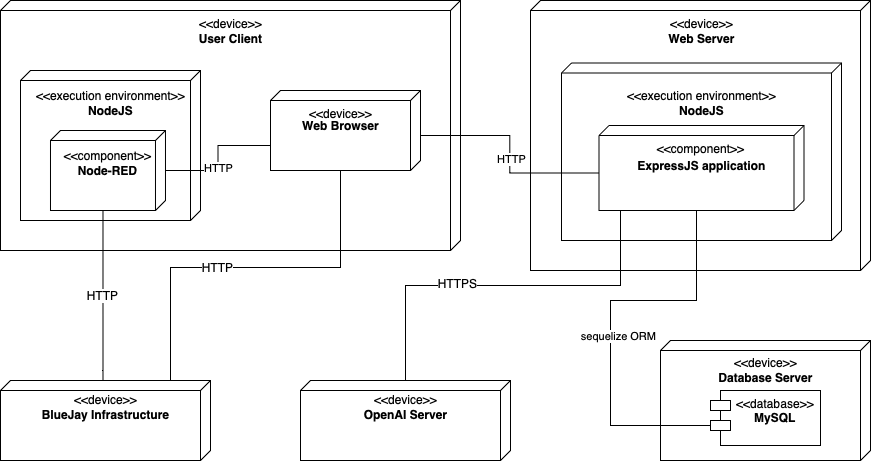 <<device>>
User Client
<<execution environment>>
NodeJS
<<component>>
Node-RED
HTTP
<<device>>
Web Browser
HTTP
<<device>>
Web Server
<<execution environment>>
NodeJS
<<component>>
ExpressJS application
HTTP
HTTP
HTTPS
sequelize ORM
<<device>>
BlueJay Infrastructure
<<device>>
OpenAI Server
<<device>>
Database Server
<<database>>
MySQL